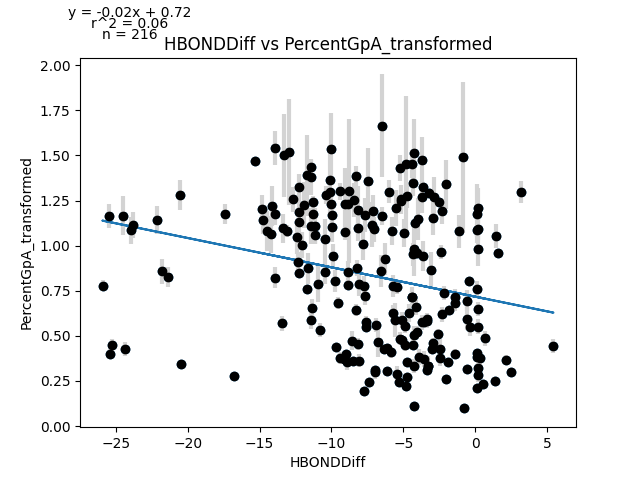 y = -0.02x + 0.72
r^2 = 0.06
n = 216
HBONDDiff vs PercentGpA_transformed
2.00
1.75
1.50
1.25
1.00
0.75
0.50
0.25
0.00
PercentGpA_transformed
−25
−20
−15
−10
−5
0
5
HBONDDiff